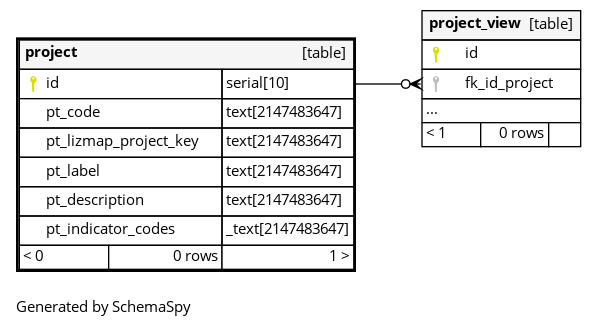 project [table]
id serial[10]
pt_code text[2147483647]
pt_lizmap_project_key text[2147483647]
pt_label text[2147483647]
pt_description text[2147483647]
pt_indicator_codes _text[2147483647]
< 0 0 rows 1 >
project_view [table]
id
fk_id_project
...
< 1 0 rows
Generated by SchemaSpy